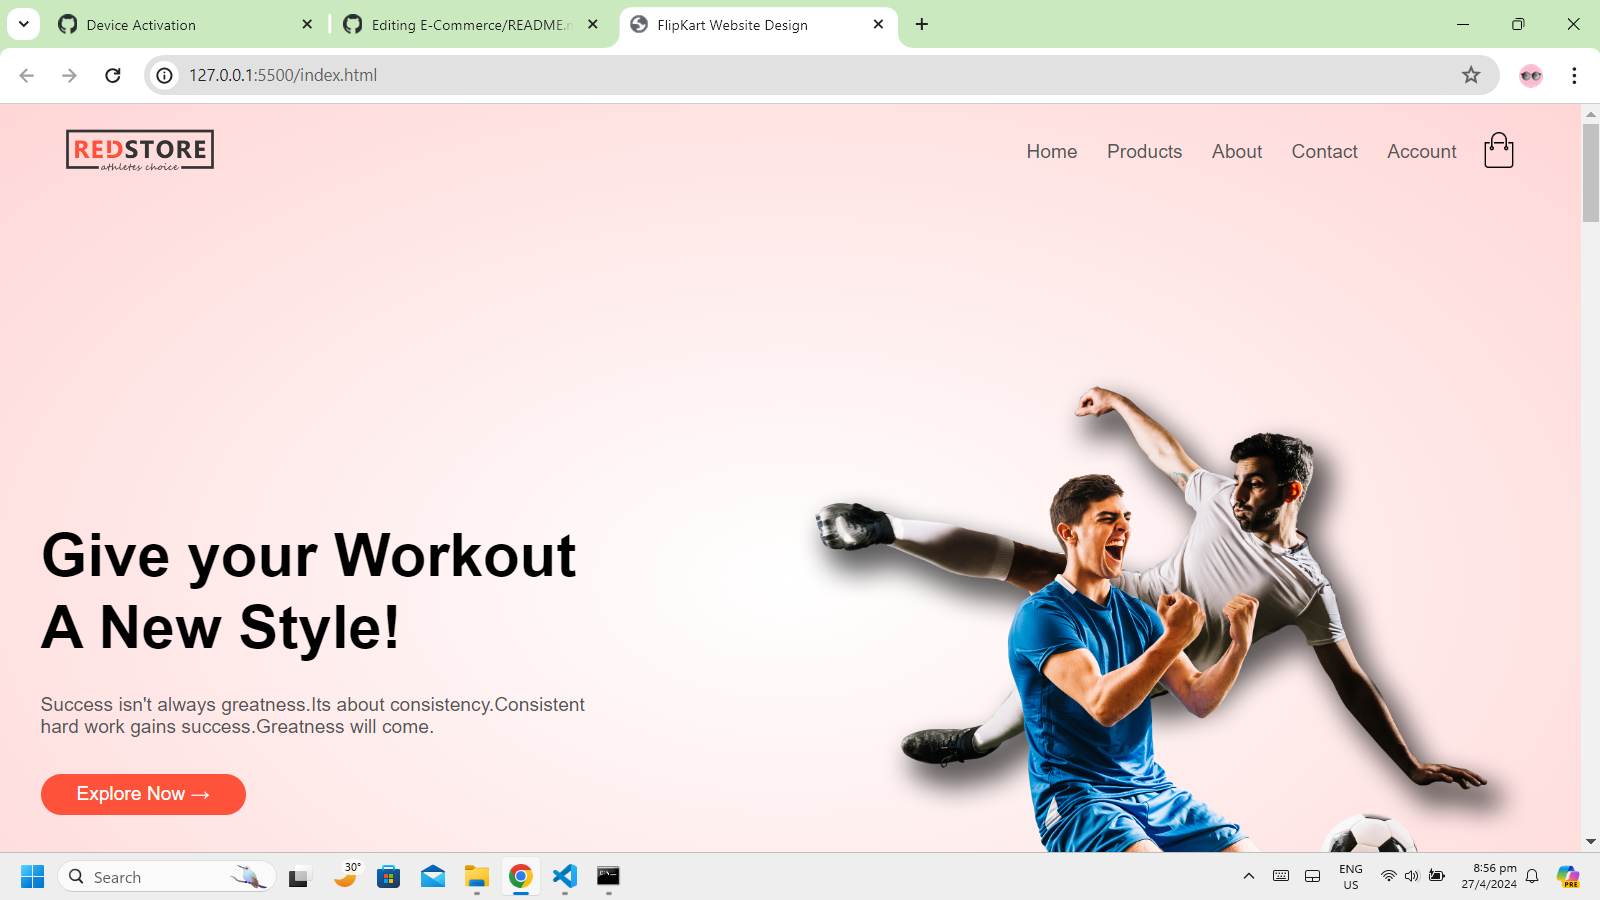 Device Activation
Editing E-Commerce/README.m
FlipKart Website Design
127.0.0.1:5500/index.html
REDSTORE
athletes choice
Home Products About Contact Account
Give your Workout
A New Style!
Success isn't always greatness.Its about consistency.Consistent
hard work gains success.Greatness will come.
Explore Now →
Search
30°
ENG
US
8:56 pm
27/4/2024
PRE